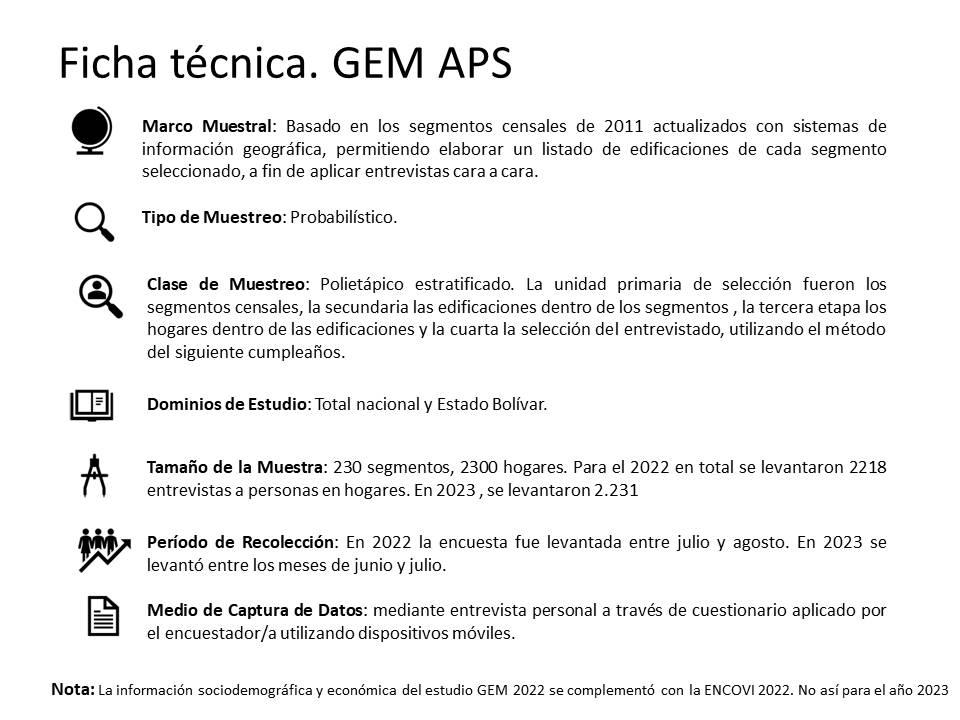 Ficha técnica. GEM APS
Marco Muestral: Basado en los segmentos censales de 2011 actualizados con sistemas de
información geográfica, permitiendo elaborar un listado de edificaciones de cada segmento
seleccionado, a fin de aplicar entrevistas cara a cara.
Tipo de Muestreo: Probabilístico.
Clase de Muestreo: Polietápico estratificado. La unidad primaria de selección fueron los
segmentos censales, la secundaria las edificaciones dentro de los segmentos , la tercera etapa los
hogares dentro de las edificaciones y la cuarta la selección del entrevistado, utilizando el método
del siguiente cumpleaños.
Dominios de Estudio: Total nacional y Estado Bolívar.
Tamaño de la Muestra: 230 segmentos, 2300 hogares. Para el 2022 en total se levantaron 2218
entrevistas a personas en hogares. En 2023 , se levantaron 2.231
Período de Recolección: En 2022 la encuesta fue levantada entre julio y agosto. En 2023 se
levantó entre los meses de junio y julio.
Medio de Captura de Datos: mediante entrevista personal a través de cuestionario aplicado por
el encuestador/a utilizando dispositivos móviles.
Nota: La información sociodemográfica y económica del estudio GEM 2022 se complementó con la ENCOVI 2022. No así para el año 2023